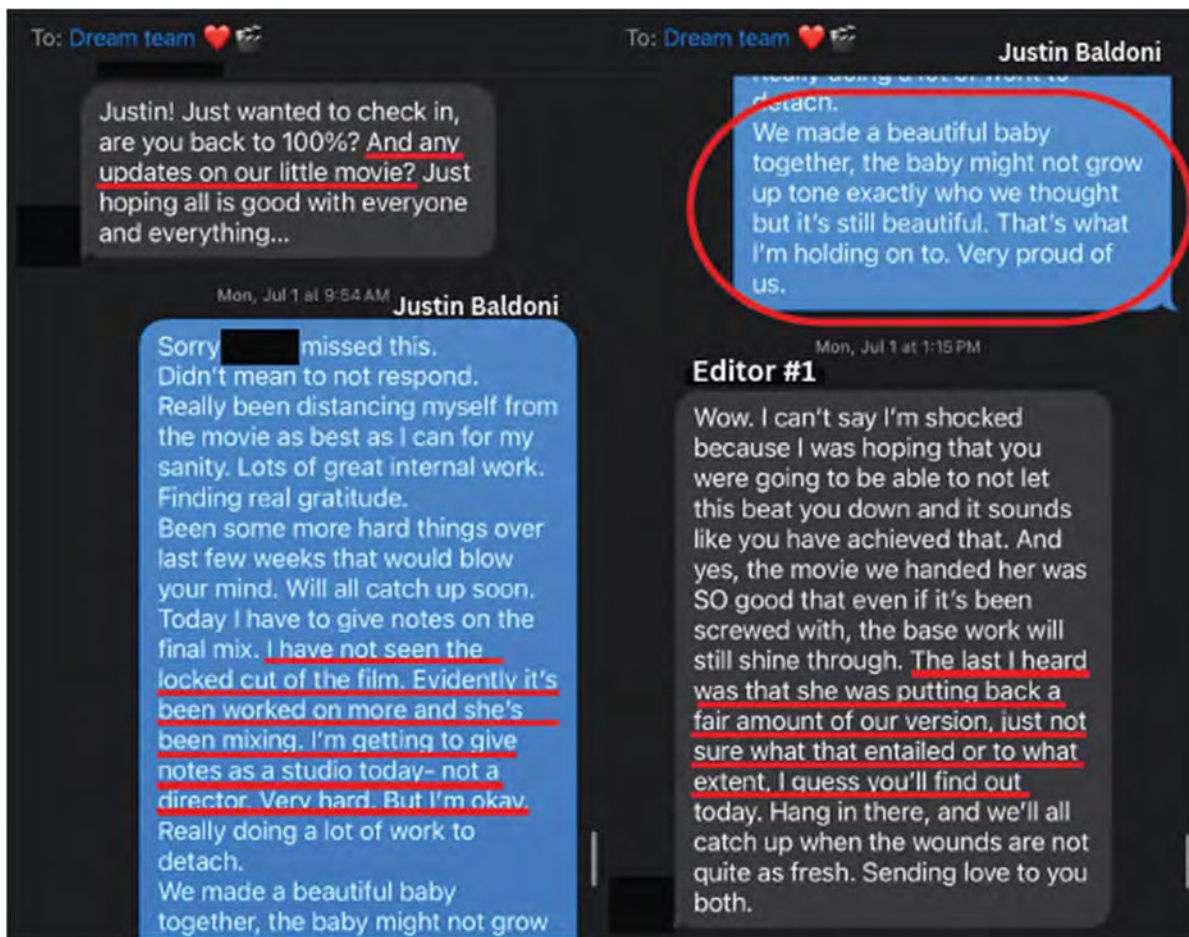 To: Dream team ❤️🎬
Justin! Just wanted to check in,
are you back to 100%? And any
updates on our little movie? Just
hoping all is good with everyone
and everything...
Mon, Jul 1 at 9:54 AM
Justin Baldoni
Sorry missed this.
Didn't mean to not respond.
Really been distancing myself from
the movie as best as I can for my
sanity. Lots of great internal work.
Finding real gratitude.
Been some more hard things over
last few weeks that would blow
your mind. Will all catch up soon.
Today I have to give notes on the
final mix. I have not seen the
locked cut of the film. Evidently it's
been worked on more and she's
been mixing. I'm getting to give
notes as a studio today- not a
director. Very hard. But I'm okay.
Really doing a lot of work to
detach.
We made a beautiful baby
together, the baby might not grow
To: Dream team ❤️🎬
Justin Baldoni
Really doing a lot of work to
detach.
We made a beautiful baby
together, the baby might not grow
up tone exactly who we thought
but it's still beautiful. That's what
I'm holding on to. Very proud of
us.
Mon, Jul 1 at 1:15 PM
Editor #1
Wow. I can't say I'm shocked
because I was hoping that you
were going to be able to not let
this beat you down and it sounds
like you have achieved that. And
yes, the movie we handed her was
SO good that even if it's been
screwed with, the base work will
still shine through. The last I heard
was that she was putting back a
fair amount of our version, just not
sure what that entailed or to what
extent, I guess you'll find out
today. Hang in there, and we'll all
catch up when the wounds are not
quite as fresh. Sending love to you
both.